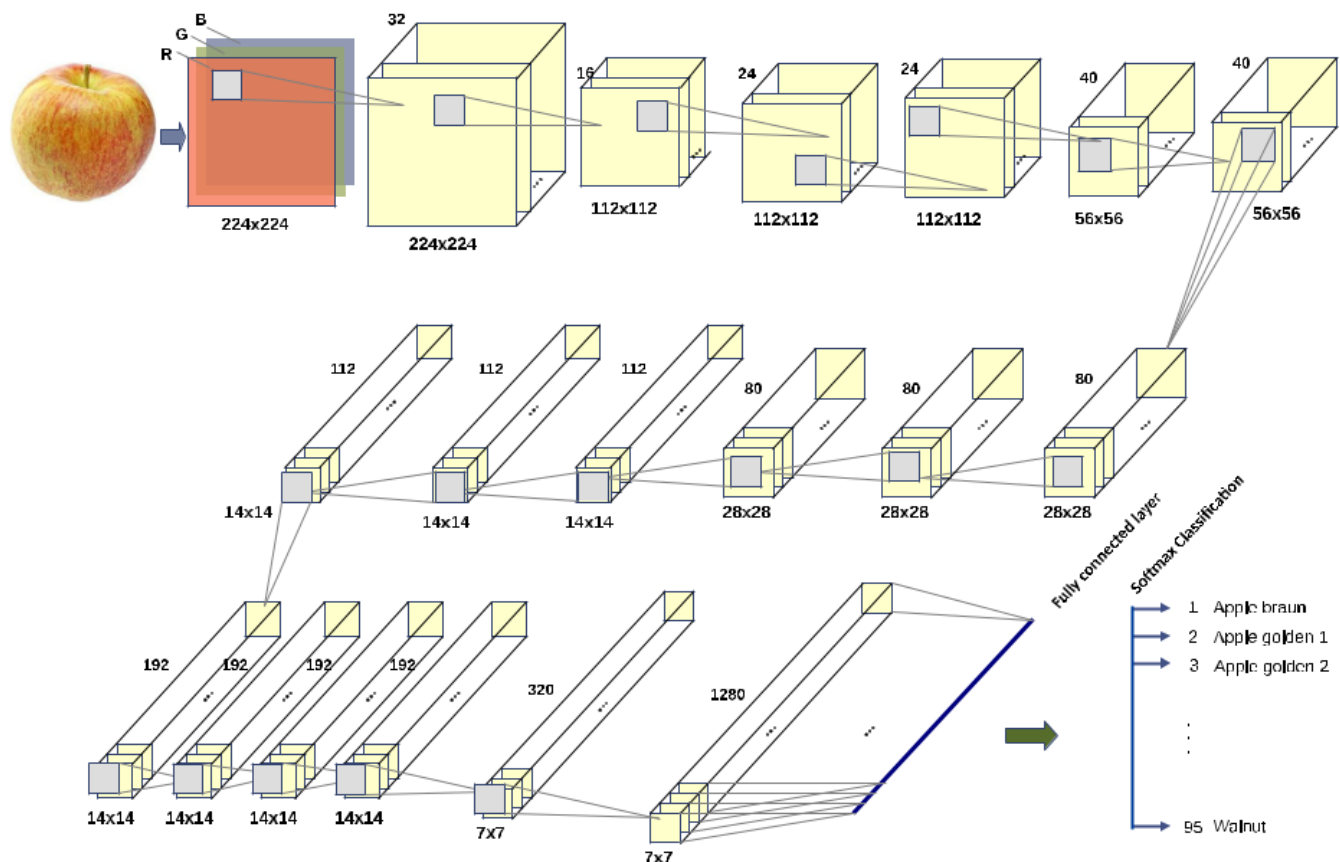 B
G
R
32
16
24
24
40
40
224x224
224x224
112x112
112x112
112x112
56x56
56x56
112
112
112
80
80
80
14x14
14x14
14x14
28x28
28x28
28x28
Fully connected layer
Softmax Classification
192
192
192
192
320
1280
14x14
14x14
14x14
14x14
7x7
7x7
1 Apple braun
2 Apple golden 1
3 Apple golden 2
...
95 Walnut